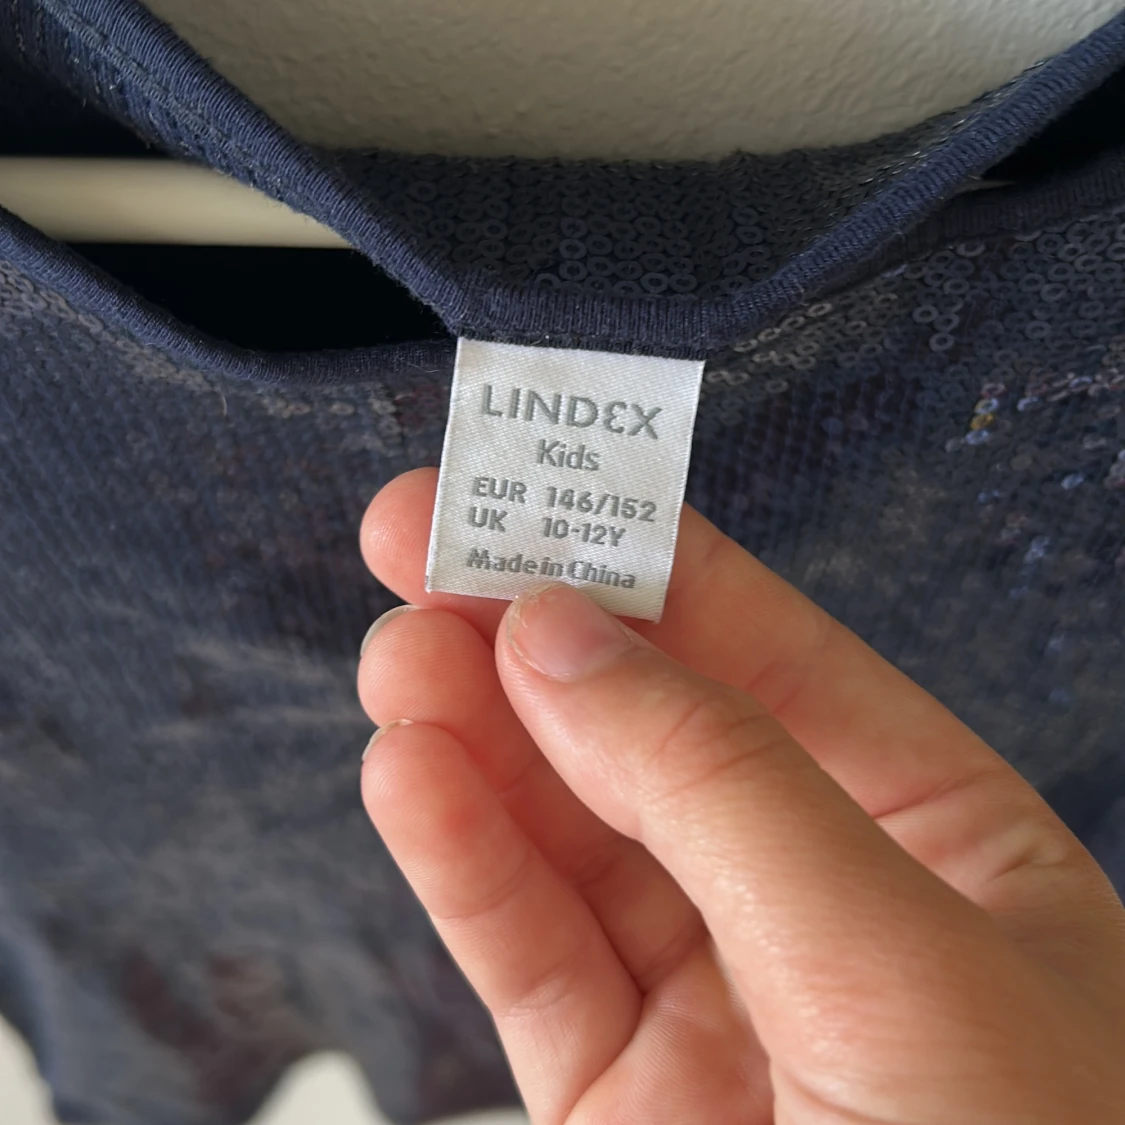 LINDEX
Kids
EUR 146/152
UK 10-12Y
Made in China